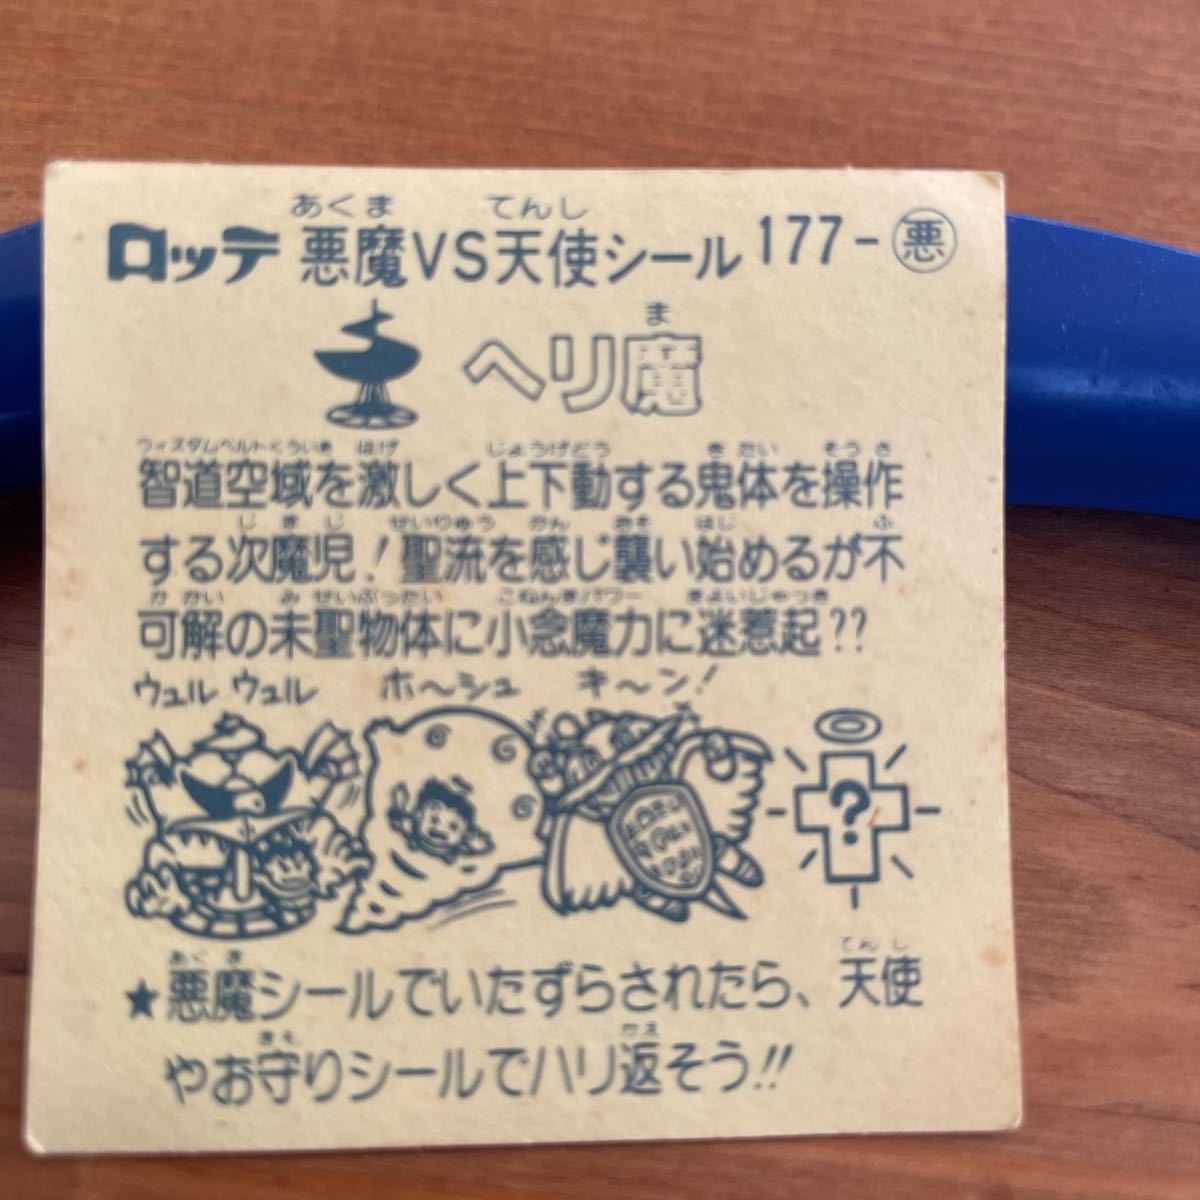 あくま てんし
ロッテ 悪魔VS天使シール 177-悪
ま
ヘリ魔
ウィズダムベルトくういき はげ じょうげどう きたい そうさ
智道空域を激しく上下動する鬼体を操作
じまじ せいりゅう かん おそ はじ ふ
する次魔児!聖流を感じ襲い始めるが不
かかい みせいぶったい こねんまパワー まよいじゃっき
可解の未聖物体に小念魔力に迷惹起??
ウュル ウュル ホ〜シュ キ〜ン!
?
あくま てんし
★悪魔シールでいたずらされたら、天使
まも かえ
やお守りシールでハリ返そう!!